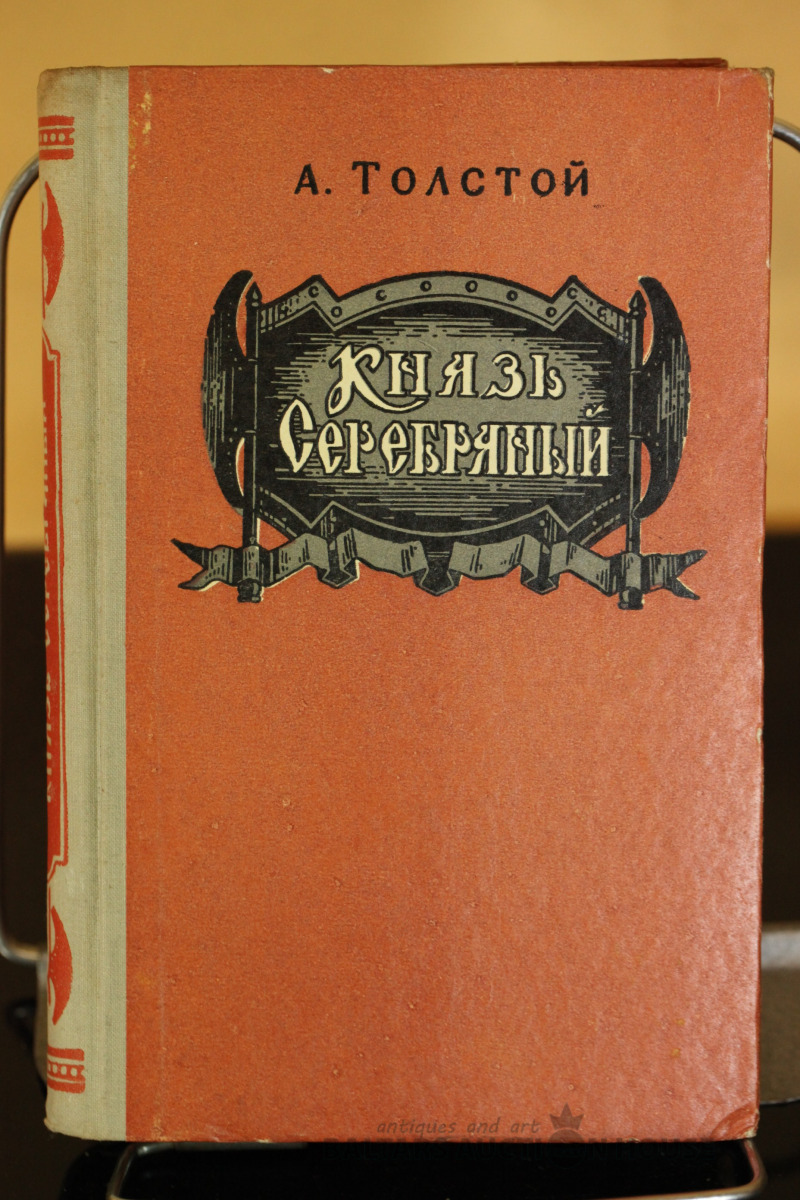 А. Толстой
Князь
Серебряный
antiques and art